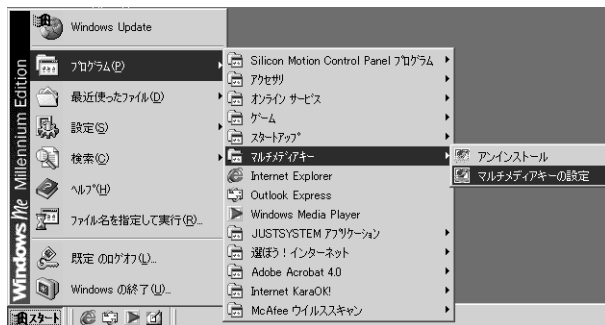 Windows Update
プログラム(P)
最近使ったファイル(D)
設定(S)
検索(C)
ヘルプ(H)
ファイル名を指定して実行(R)...
既定 のログオフ(L)...
Windows の終了(U)...
Windows Me Millennium Edition
スタート
Silicon Motion Control Panel プログラム
アクセサリ
オンライン サービス
ゲーム
スタートアップ
マルチメディアキー
Internet Explorer
Outlook Express
Windows Media Player
JUSTSYSTEM アプリケーション
選ぼう！インターネット
Adobe Acrobat 4.0
Internet KaraOK!
McAfee ウイルススキャン
アンインストール
マルチメディアキーの設定